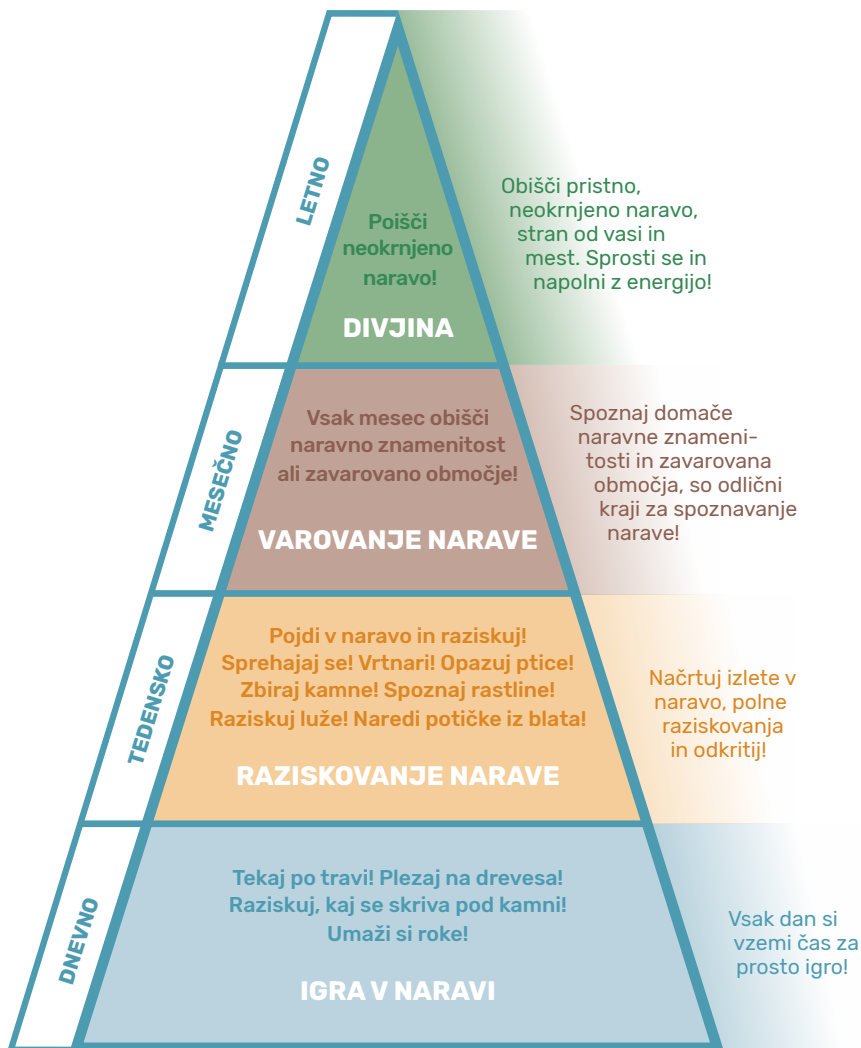 LETNO
Poišči
neokrnjeno
naravo!
DIVJINA
Obišči pristno,
neokrnjeno naravo,
stran od vasi in
mest. Sprosti se in
napolni z energijo!
MESEČNO
Vsak mesec obišči
naravno znamenitost
ali zavarovano območje!
VAROVANJE NARAVE
Spoznaj domače
naravne znameni-
tosti in zavarovana
območja, so odlični
kraji za spoznavanje
narave!
TEDENSKO
Pojdi v naravo in raziskuj!
Sprehajaj se! Vrtnari! Opazuj ptice!
Zbiraj kamne! Spoznaj rastline!
Raziskuj luže! Naredi potičke iz blata!
RAZISKOVANJE NARAVE
Načrtuj izlete v
naravo, polne
raziskovanja
in odkritij!
DNEVNO
Tekaj po travi! Plezaj na drevesa!
Raziskuj, kaj se skriva pod kamni!
Umaži si roke!
IGRA V NARAVI
Vsak dan si
vzemi čas za
prosto igro!